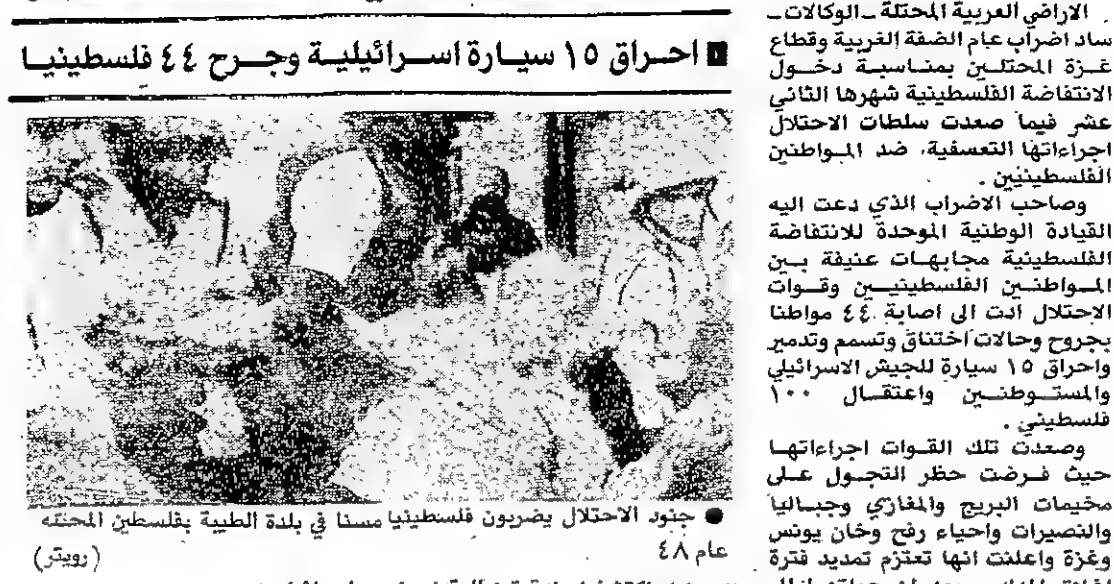 ■ احراق ١٥ سيارة اسرائيلية وجرح ٤٤ فلسطينيا
الاراضي العربية المحتلة ـ الوكالات ـ
ساد اضراب عام الضفة الغربية وقطاع
غزة المحتلين بمناسبة دخول
الانتفاضة الفلسطينية شهرها الثاني
عشر فيما صعدت سلطات الاحتلال
اجراءاتها التعسفية، ضد المواطنين
الفلسطينيين .
وصاحب الاضراب الذي دعت اليه
القيادة الوطنية الموحدة للانتفاضة
الفلسطينية مجابهات عنيفة بين
المواطنين الفلسطينيين وقوات
الاحتلال ادت الى اصابة ٤٤ مواطنا
بجروح وحالات اختناق وتسمم وتدمير
واحراق ١٥ سيارة للجيش الاسرائيلي
والمستوطنين واعتقال ١٠٠
فلسطيني .
وصعدت تلك القوات اجراءاتها
حيث فرضت حظر التجول على
مخيمات البريج والمغازي وجباليا
والنصيرات واحياء رفح وخان يونس
وغزة واعلنت انها تعتزم تمديد فترة
● جنود الاحتلال يضربون فلسطينيا مسنا في بلدة الطيبة بفلسطين المحتله
عام ٤٨
(رويتر)